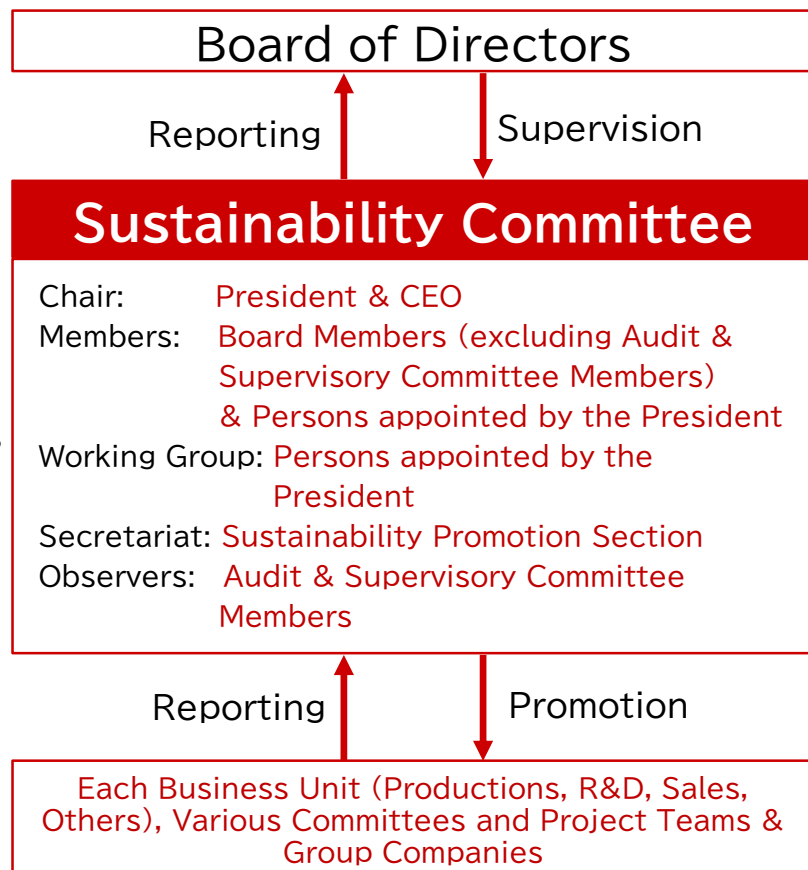 Board of Directors
Reporting
Supervision
Sustainability Committee
Chair: President & CEO
Members: Board Members (excluding Audit &
Supervisory Committee Members)
& Persons appointed by the President
Working Group: Persons appointed by the
President
Secretariat: Sustainability Promotion Section
Observers: Audit & Supervisory Committee
Members
Reporting
Promotion
Each Business Unit (Productions, R&D, Sales,
Others), Various Committees and Project Teams &
Group Companies